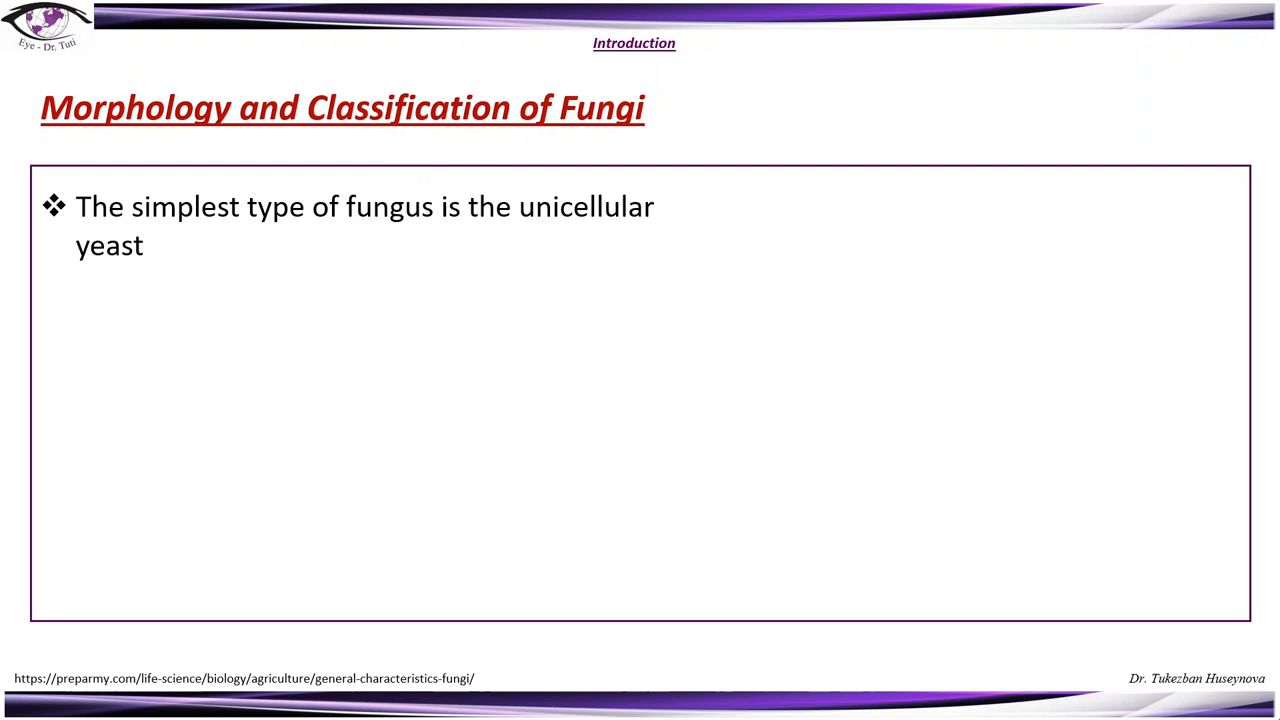 Eye - Dr. Tuti
Introduction
Morphology and Classification of Fungi
❖ The simplest type of fungus is the unicellular
yeast
https://preparmy.com/life-science/biology/agriculture/general-characteristics-fungi/
Dr. Tukezban Huseynova